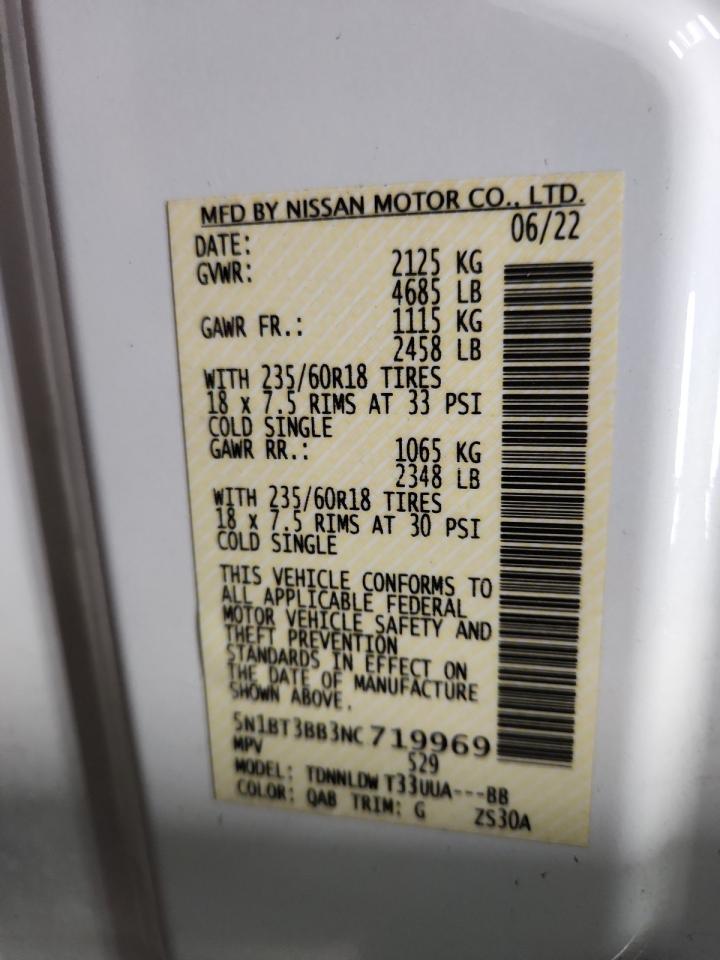 MFD BY NISSAN MOTOR CO., LTD.
DATE: 06/22
GVWR: 2125 KG
4685 LB
GAWR FR.: 1115 KG
2458 LB
WITH 235/60R18 TIRES
18 x 7.5 RIMS AT 33 PSI
COLD SINGLE
GAWR RR.: 1065 KG
2348 LB
WITH 235/60R18 TIRES
18 x 7.5 RIMS AT 30 PSI
COLD SINGLE
THIS VEHICLE CONFORMS TO
ALL APPLICABLE FEDERAL
MOTOR VEHICLE SAFETY AND
THEFT PREVENTION
STANDARDS IN EFFECT ON
THE DATE OF MANUFACTURE
SHOWN ABOVE.
5N1BT3BB3NC719969
MPV 529
MODEL: TDNNLDW T33UUA---BB
COLOR: QAB TRIM: G ZS30A